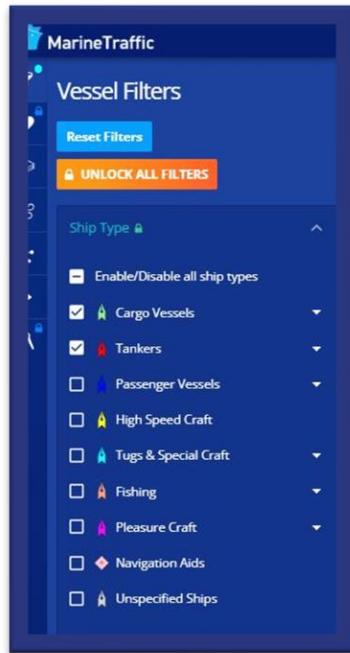 MarineTraffic
Vessel Filters
Reset Filters
UNLOCK ALL FILTERS
Ship Type
Enable/Disable all ship types
Cargo Vessels
Tankers
Passenger Vessels
High Speed Craft
Tugs & Special Craft
Fishing
Pleasure Craft
Navigation Aids
Unspecified Ships